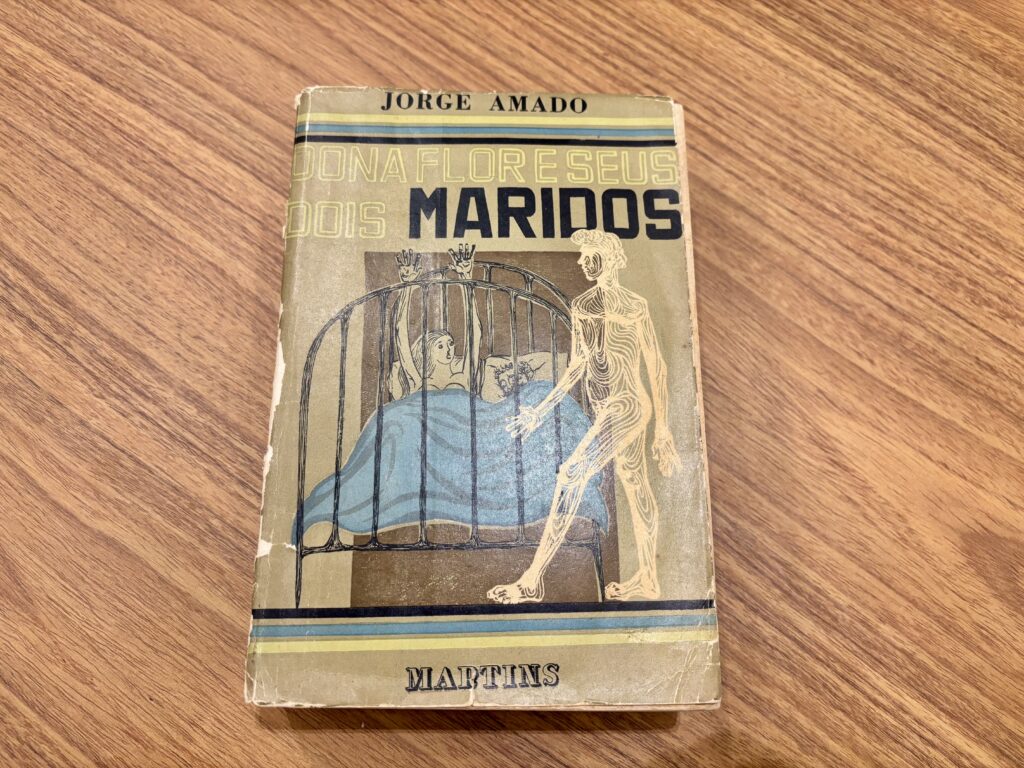 JORGE AMADO
DONA FLOR E SEUS
DOIS MARIDOS
MARTINS